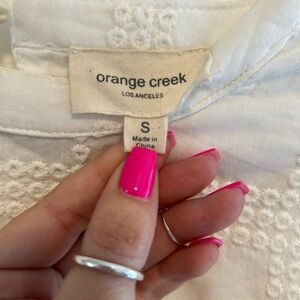 orange creek
LOS ANGELES
S
Made in
China